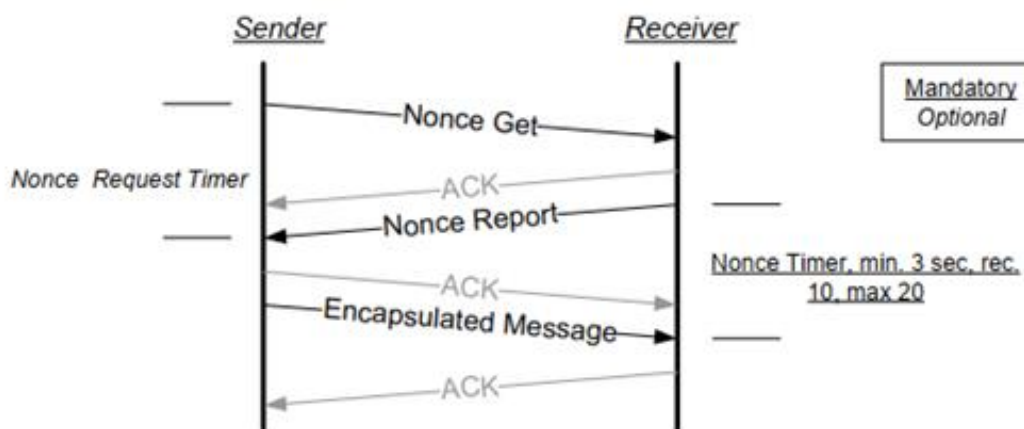 Sender
Receiver
Mandatory
Optional
Nonce Get
Nonce Request Timer
ACK
Nonce Report
Nonce Timer, min. 3 sec, rec.
10, max 20
ACK
Encapsulated Message
ACK